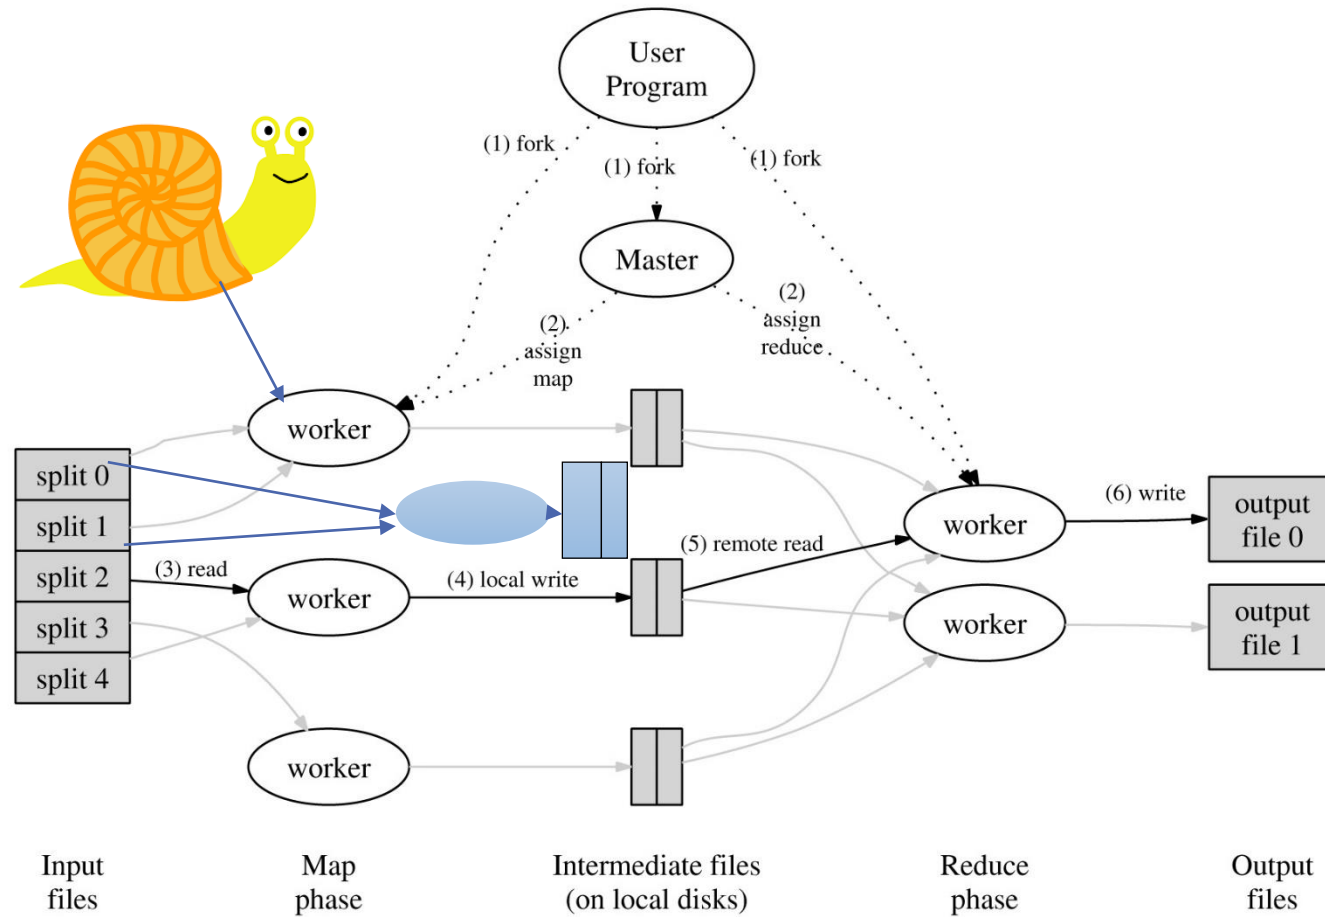 User
Program
(1) fork
(1) fork
(1) fork
Master
(2)
assign
map
(2)
assign
reduce
split 0
split 1
split 2
split 3
split 4
(3) read
worker
worker
worker
(4) local write
(5) remote read
worker
worker
(6) write
output
file 0
output
file 1
Input
files
Map
phase
Intermediate files
(on local disks)
Reduce
phase
Output
files